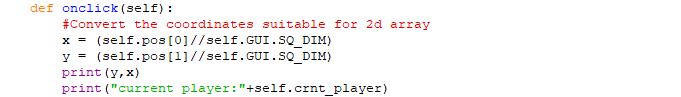 def onclick(self):
#Convert the coordinates suitable for 2d array
x = (self.pos[0]//self.GUI.SQ_DIM)
y = (self.pos[1]//self.GUI.SQ_DIM)
print(y,x)
print("current player:"+self.crnt_player)